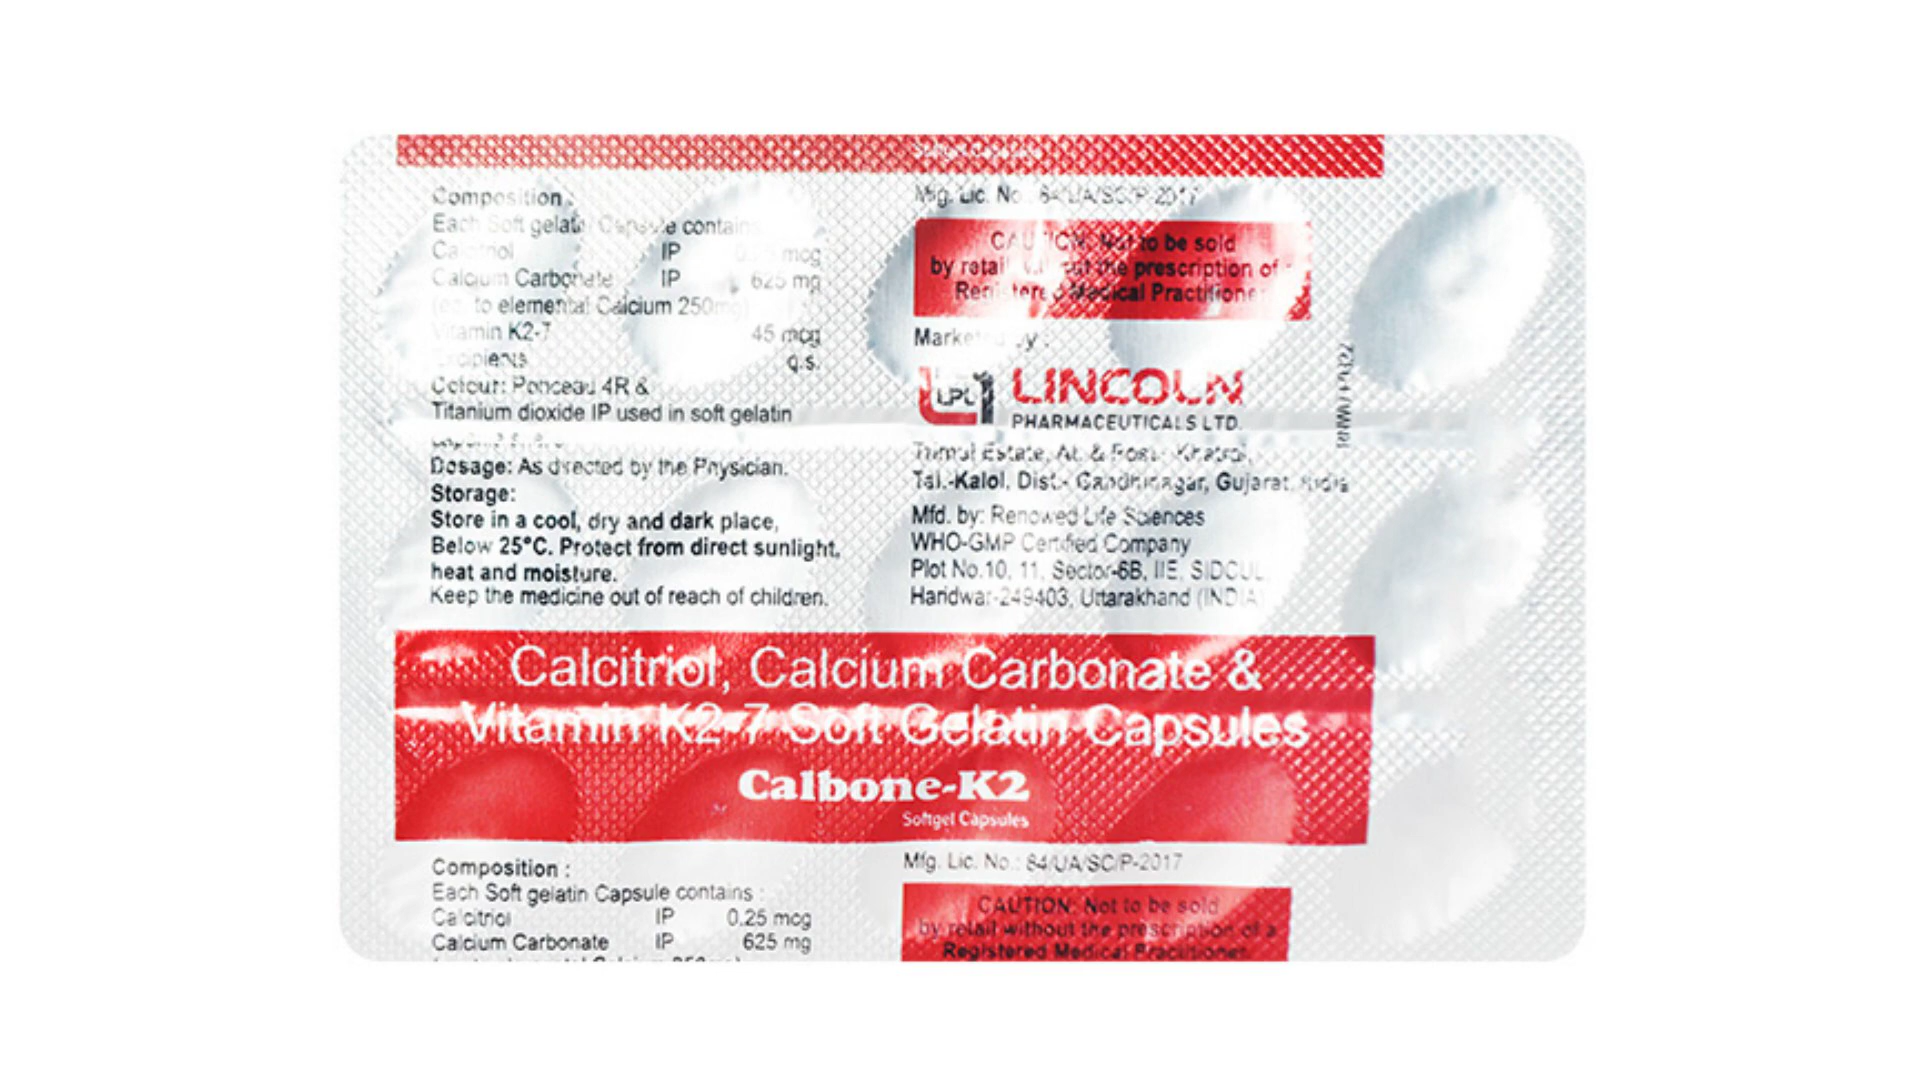 Composition :
Each Soft gelatin Capsule contains
Calcitriol IP mcg
Calcium Carbonate IP 625 mg
(eq. to elemental Calcium 250mg)
Vitamin K2-7 45 mcg
Excipients q.s.
Colour: Ponceau 4R &
Titanium dioxide IP used in soft gelatin
Dosage: As directed by the Physician.
Storage:
Store in a cool, dry and dark place,
Below 25°C. Protect from direct sunlight,
heat and moisture.
Keep the medicine out of reach of children.
Mfg. Lic. No.: 84/UA/SC/P-2017
CAUTION: Not to be sold
by retail without the prescription of
Registered Medical Practitioner
Marketed by :
LPL LINCOLN
PHARMACEUTICALS LTD.
Trimul Estate, At. & Post.- Khatraj,
Tal.-Kalol, Dist.- Gandhinagar, Gujarat, India
Mfd. by: Renowed Life Sciences
WHO-GMP Certified Company
Plot No.10, 11, Sector-6B, IIE, SIDCUL,
Haridwar-249403, Uttarakhand (INDIA)
Calcitriol, Calcium Carbonate &
Vitamin K2-7 Soft Gelatin Capsules
Calbone-K2
Softgel Capsules
Composition :
Each Soft gelatin Capsule contains :
Calcitriol IP 0.25 mcg
Calcium Carbonate IP 625 mg
Mfg. Lic. No.: 84/UA/SC/P-2017
CAUTION: Not to be sold
by retail without the prescription of a
Registered Medical Practitioner